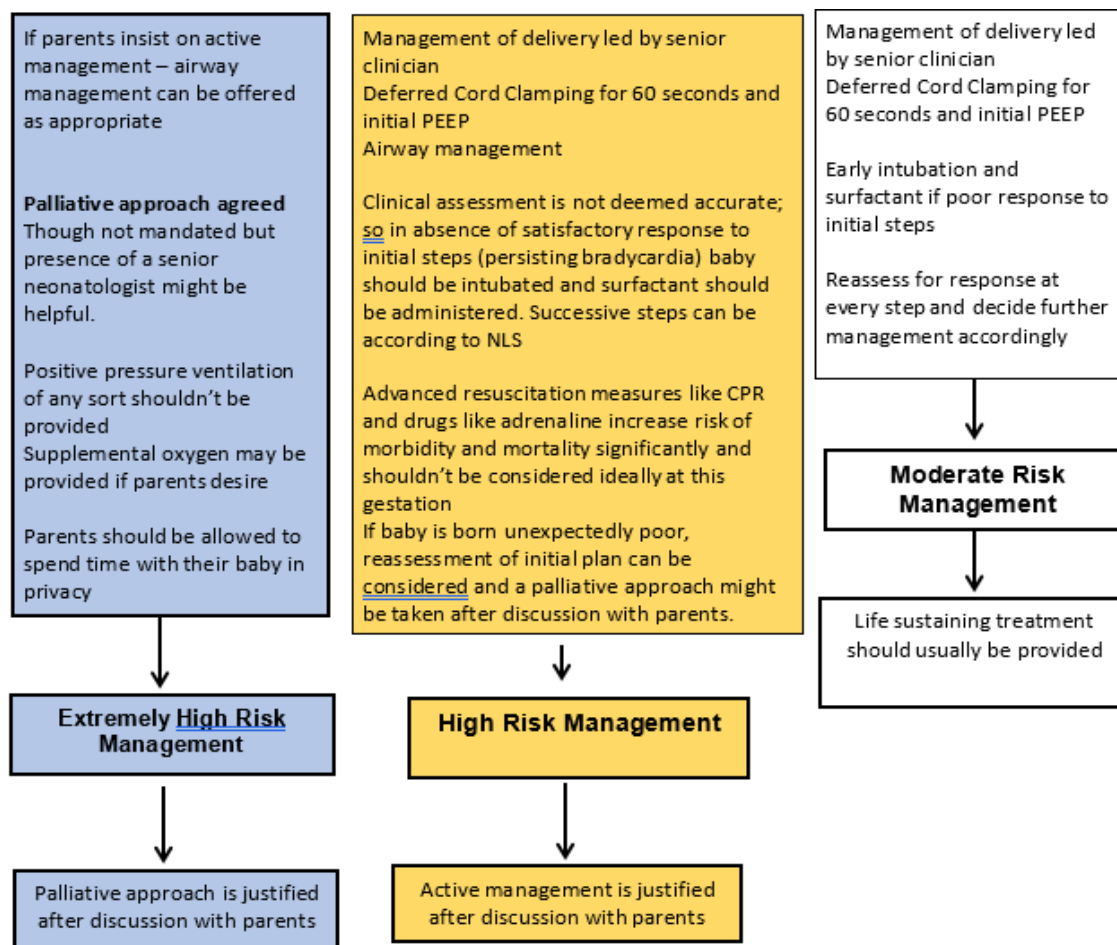 If parents insist on active
management – airway
management can be offered
as appropriate
Palliative approach agreed
Though not mandated but
presence of a senior
neonatologist might be
helpful.
Positive pressure ventilation
of any sort shouldn't be
provided
Supplemental oxygen may be
provided if parents desire
Parents should be allowed to
spend time with their baby in
privacy
Extremely High Risk
Management
Palliative approach is justified
after discussion with parents
Management of delivery led by senior
clinician
Deferred Cord Clamping for 60 seconds and
initial PEEP
Airway management
Clinical assessment is not deemed accurate;
so in absence of satisfactory response to
initial steps (persisting bradycardia) baby
should be intubated and surfactant should
be administered. Successive steps can be
according to NLS
Advanced resuscitation measures like CPR
and drugs like adrenaline increase risk of
morbidity and mortality significantly and
shouldn't be considered ideally at this
gestation
If baby is born unexpectedly poor,
reassessment of initial plan can be
considered and a palliative approach might
be taken after discussion with parents.
High Risk Management
Active management is justified
after discussion with parents
Management of delivery led
by senior clinician
Deferred Cord Clamping for
60 seconds and initial PEEP
Early intubation and
surfactant if poor response to
initial steps
Reassess for response at
every step and decide further
management accordingly
Moderate Risk
Management
Life sustaining treatment
should usually be provided